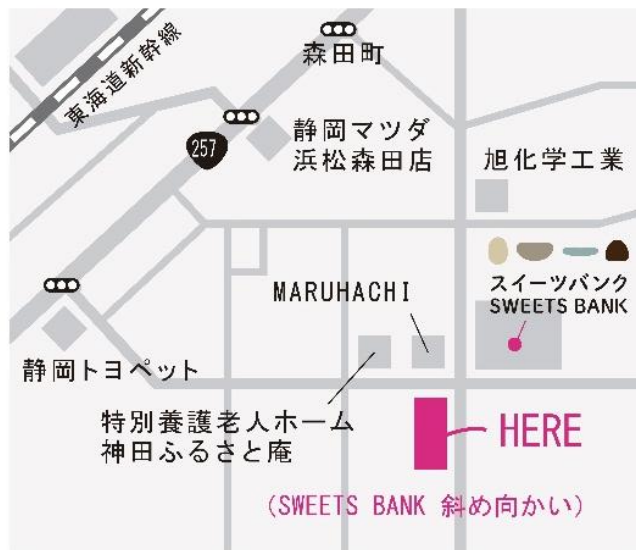 東海道新幹線
森田町
257
静岡マツダ
浜松森田店
旭化学工業
スイーツバンク
SWEETS BANK
MARUHACHI
静岡トヨペット
特別養護老人ホーム
神田ふるさと庵
HERE
(SWEETS BANK 斜め向かい)